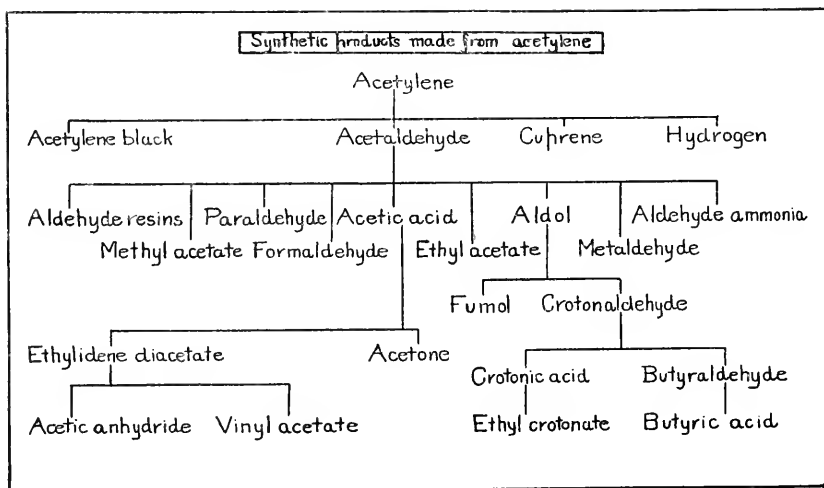 Synthetic products made from acetylene
Acetylene
Acetylene black Acetaldehyde Cuprene Hydrogen
Aldehyde resins Paraldehyde Acetic acid Aldol Aldehyde ammonia
Methyl acetate Formaldehyde Ethyl acetate Metaldehyde
Fumol Crotonaldehyde
Ethylidene diacetate Acetone
Crotonic acid Butyraldehyde
Acetic anhydride Vinyl acetate Ethyl crotonate Butyric acid